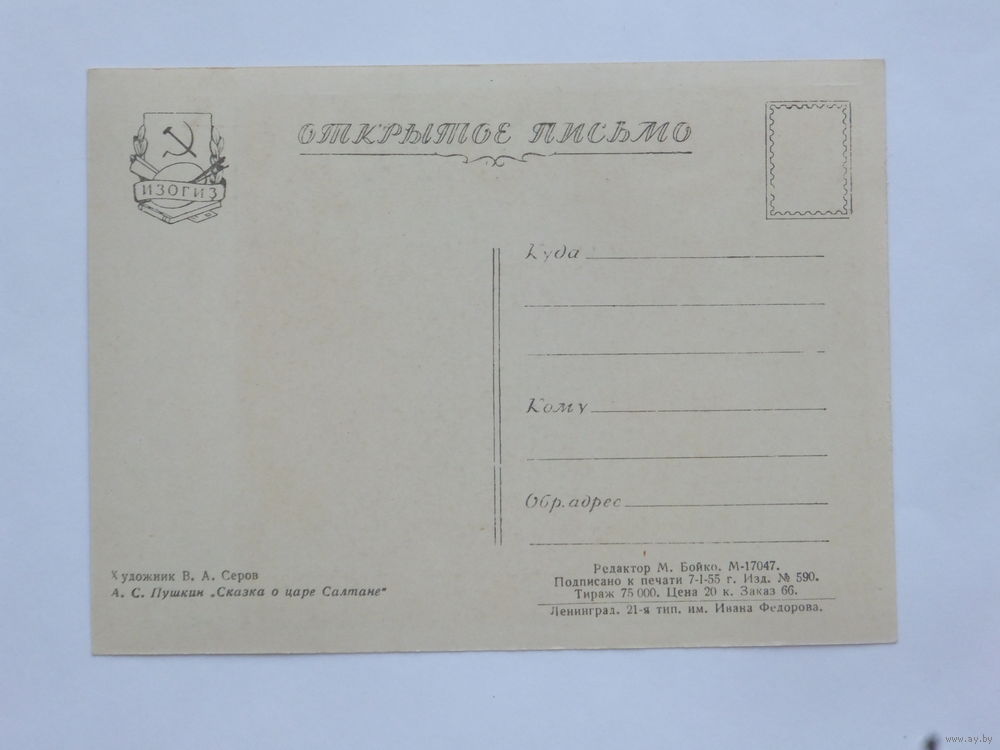 ИЗОГИЗ
ОТКРЫТОЕ ПИСЬМО
Куда
Кому
Обр. адрес
Художник В. А. Серов
А. С. Пушкин „Сказка о царе Салтане“
Редактор М. Бойко. М-17047.
Подписано к печати 7-I-55 г. Изд. № 590.
Тираж 75 000. Цена 20 к. Заказ 66.
Ленинград. 21-я тип. им. Ивана Федорова.
www.ay.by